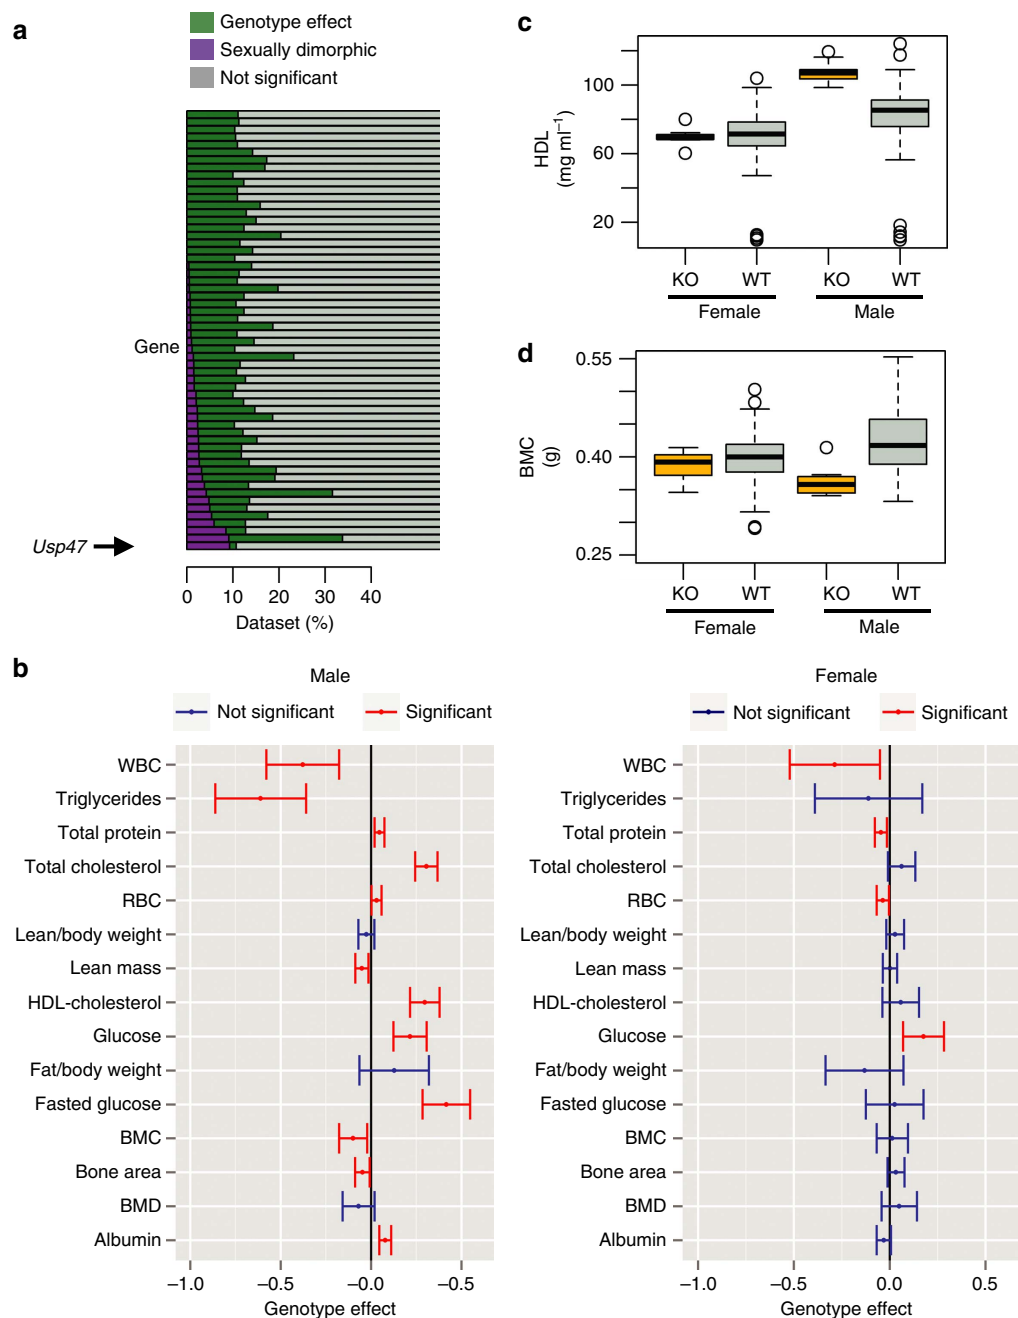 a
Genotype effect
Sexually dimorphic
Not significant
Gene
Usp47
0 10 20 30 40
Dataset (%)
c
HDL
(mg ml−1)
100
60
20
KO WT KO WT
Female Male
d
BMC
(g)
0.55
0.40
0.25
KO WT KO WT
Female Male
b
Male
Not significant Significant
WBC
Triglycerides
Total protein
Total cholesterol
RBC
Lean/body weight
Lean mass
HDL-cholesterol
Glucose
Fat/body weight
Fasted glucose
BMC
Bone area
BMD
Albumin
−1.0 −0.5 −0.0 −0.5
Genotype effect
Female
Not significant Significant
WBC
Triglycerides
Total protein
Total cholesterol
RBC
Lean/body weight
Lean mass
HDL-cholesterol
Glucose
Fat/body weight
Fasted glucose
BMC
Bone area
BMD
Albumin
−1.0 −0.5 0.0 0.5
Genotype effect